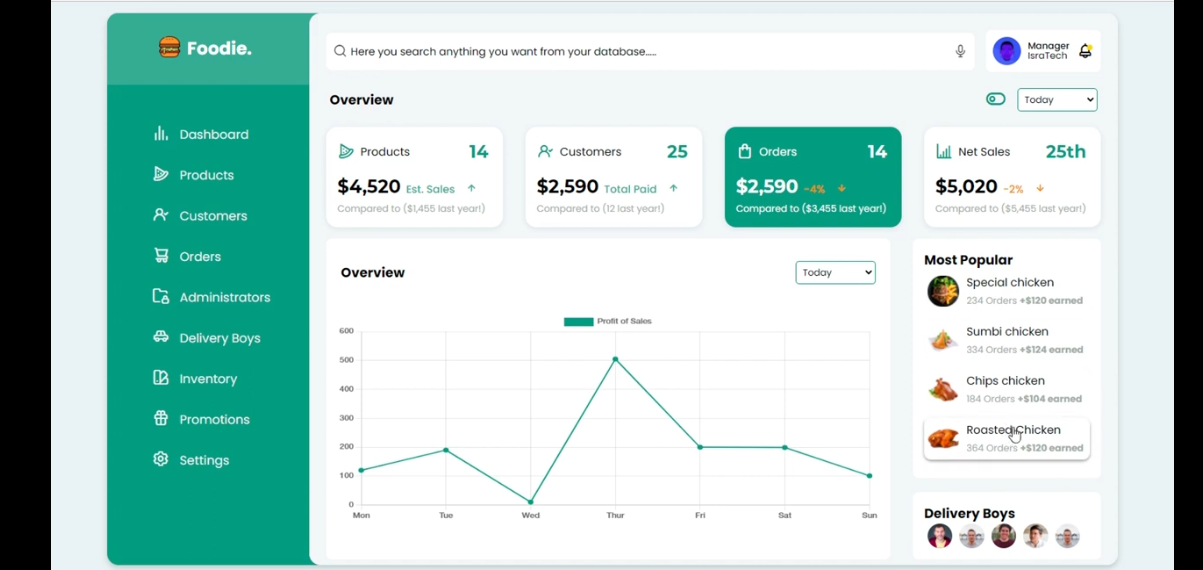 Foodie.
Dashboard
Products
Customers
Orders
Administrators
Delivery Boys
Inventory
Promotions
Settings
Here you search anything you want from your database.....
Manager
IsraTech
Overview
Today
Products 14
$4,520 Est. Sales
Compared to ($1,455 last year!)
Customers 25
$2,590 Total Paid
Compared to (12 last year!)
Orders 14
$2,590 -4%
Compared to ($3,455 last year!)
Net Sales 25th
$5,020 -2%
Compared to ($5,455 last year!)
Overview
Today
Profit of Sales
600
500
400
300
200
100
0
Mon Tue Wed Thur Fri Sat Sun
Most Popular
Special chicken
234 Orders +$120 earned
Sumbi chicken
334 Orders +$124 earned
Chips chicken
184 Orders +$104 earned
Roasted Chicken
364 Orders +$120 earned
Delivery Boys